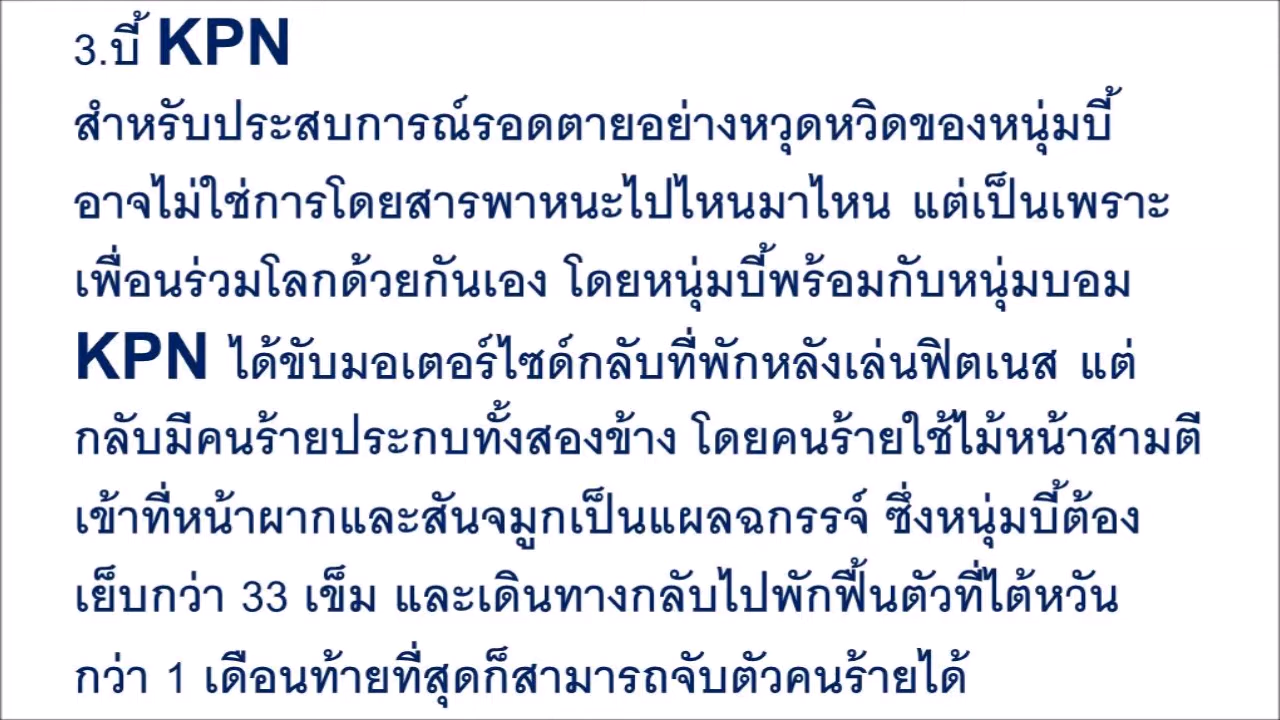 3.บี้ KPN
สำหรับประสบการณ์รอดตายอย่างหวุดหวิดของหนุ่มบี้
อาจไม่ใช่การโดยสารพาหนะไปไหนมาไหน แต่เป็นเพราะ
เพื่อนร่วมโลกด้วยกันเอง โดยหนุ่มบี้พร้อมกับหนุ่มบอม
KPN ได้ขับมอเตอร์ไซด์กลับที่พักหลังเล่นฟิตเนส แต่
กลับมีคนร้ายประกบทั้งสองข้าง โดยคนร้ายใช้ไม้หน้าสามตี
เข้าที่หน้าผากและสันจมูกเป็นแผลฉกรรจ์ ซึ่งหนุ่มบี้ต้อง
เย็บกว่า 33 เข็ม และเดินทางกลับไปพักฟื้นตัวที่ไต้หวัน
กว่า 1 เดือนท้ายที่สุดก็สามารถจับตัวคนร้ายได้